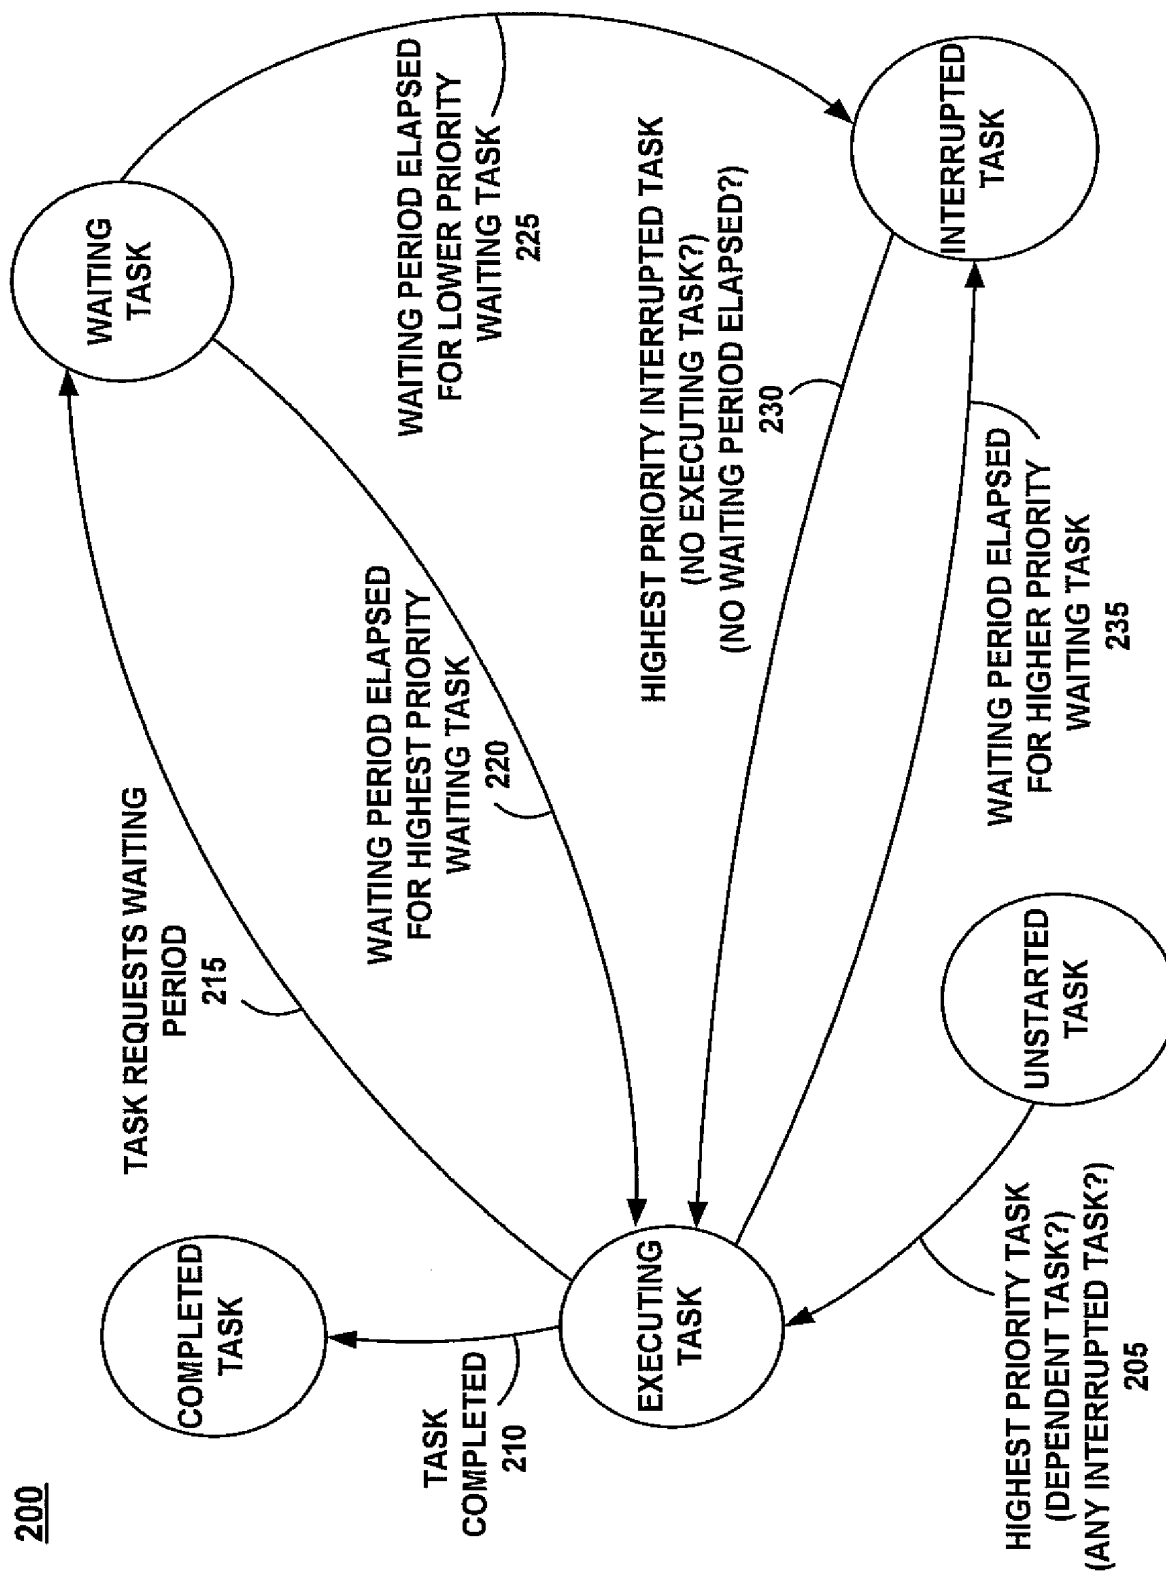 200
COMPLETED
TASK
TASK
COMPLETED
210
TASK REQUESTS WAITING
PERIOD
215
WAITING
TASK
WAITING PERIOD ELAPSED
FOR HIGHEST PRIORITY
WAITING TASK
220
WAITING PERIOD ELAPSED
FOR LOWER PRIORITY
WAITING TASK
225
EXECUTING
TASK
HIGHEST PRIORITY INTERRUPTED TASK
(NO EXECUTING TASK?)
(NO WAITING PERIOD ELAPSED?)
230
INTERRUPTED
TASK
WAITING PERIOD ELAPSED
FOR HIGHER PRIORITY
WAITING TASK
235
UNSTARTED
TASK
HIGHEST PRIORITY TASK
(DEPENDENT TASK?)
(ANY INTERRUPTED TASK?)
205